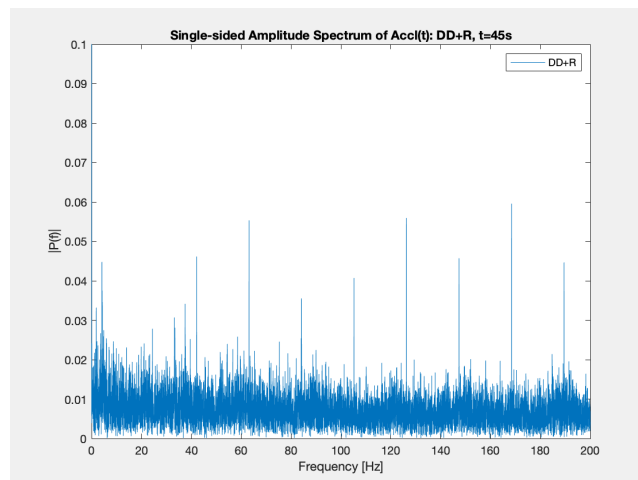 Single-sided Amplitude Spectrum of Accl(t): DD+R, t=45s
DD+R
0.1
0.09
0.08
0.07
0.06
0.05
0.04
0.03
0.02
0.01
0
|P(f)|
0 20 40 60 80 100 120 140 160 180 200
Frequency [Hz]